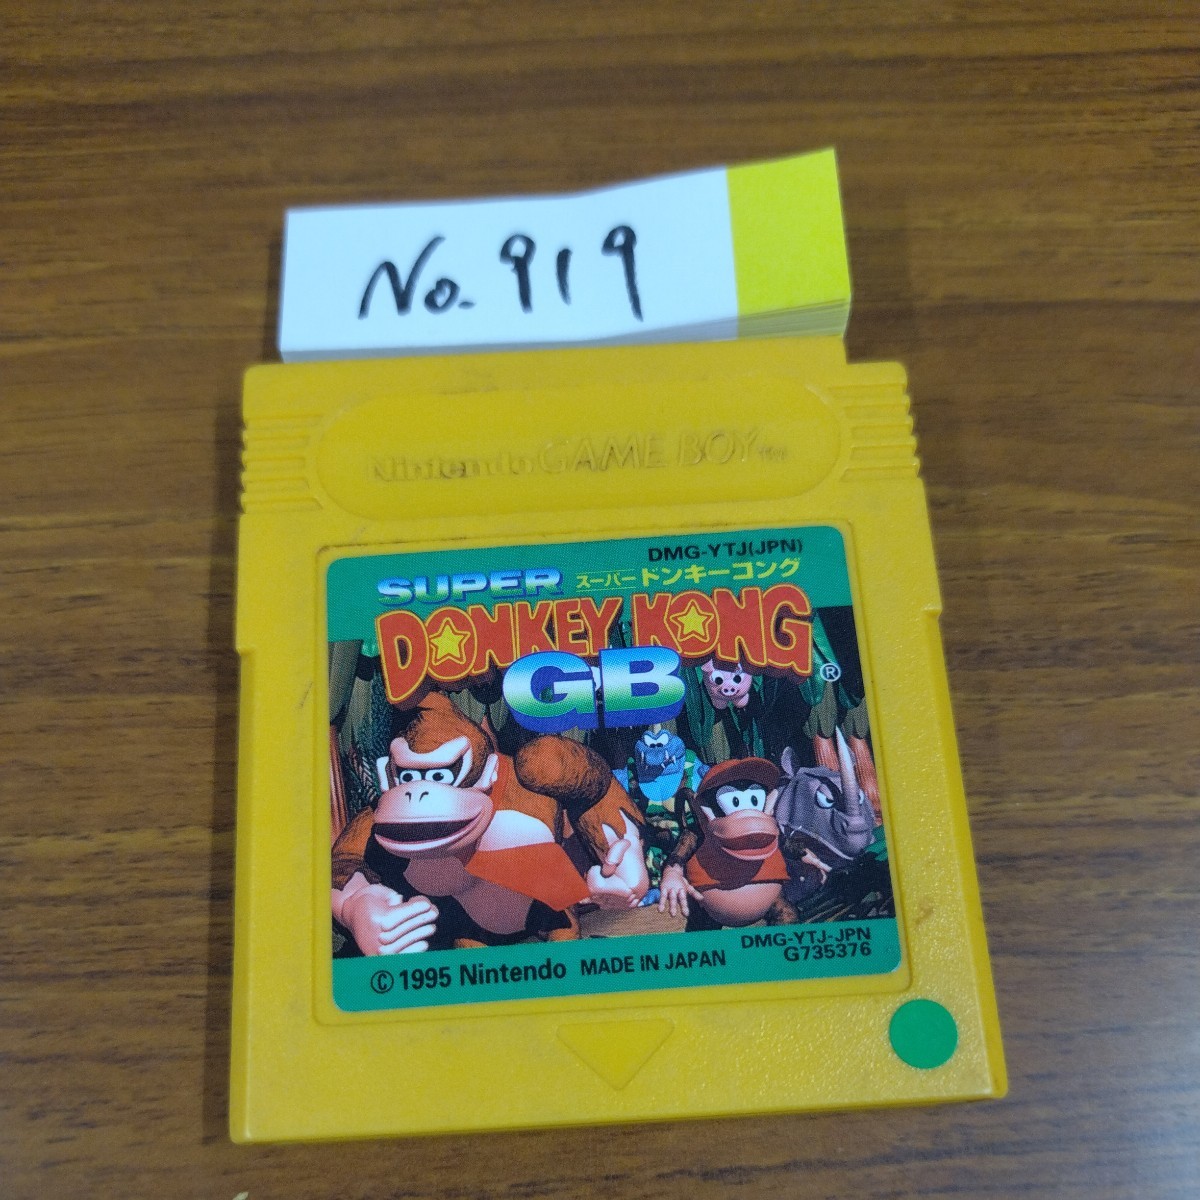 No. 919
Nintendo GAME BOY TM
DMG-YTJ(JPN)
SUPER スーパードンキーコング
DONKEY KONG ®
GB
DMG-YTJ-JPN
© 1995 Nintendo MADE IN JAPAN G735376